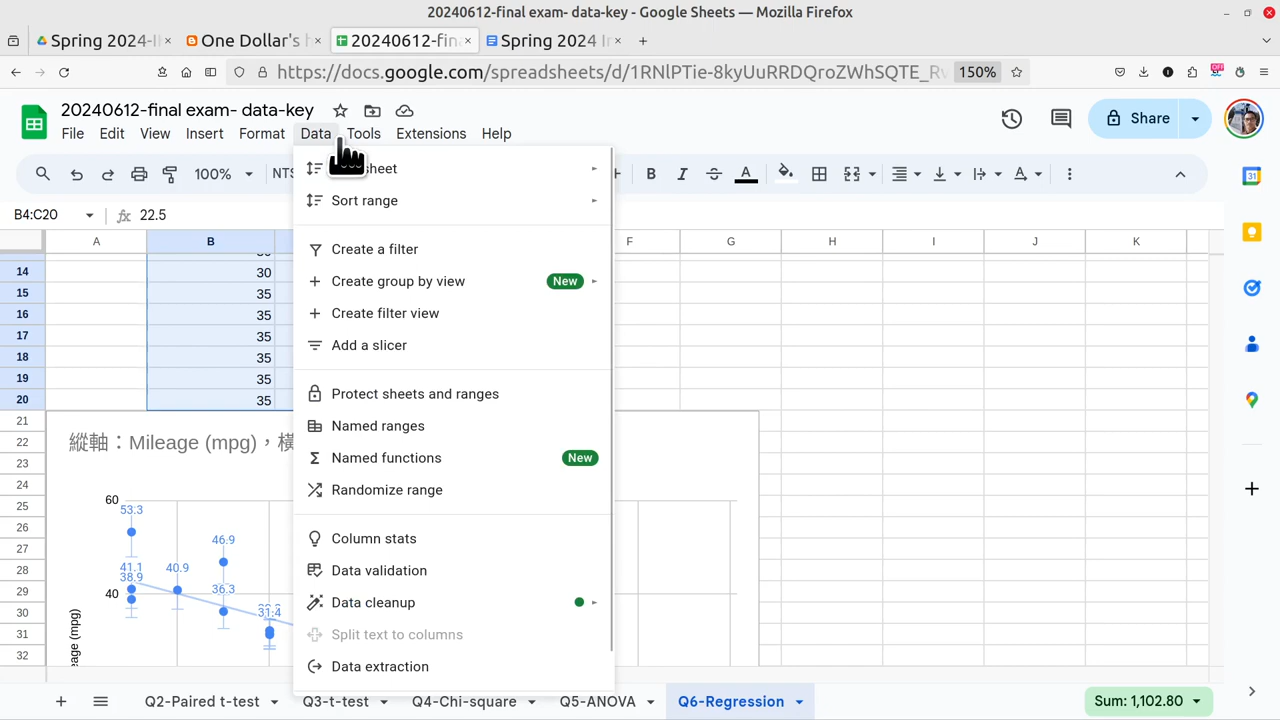 20240612-final exam- data-key - Google Sheets — Mozilla Firefox
Spring 2024-I
One Dollar's
20240612-fin
Spring 2024 I
https://docs.google.com/spreadsheets/d/1RNlPTie-8kyUuRRDQroZWhSQTE_R
150%
OFF
20240612-final exam- data-key
File Edit View Insert Format Data Tools Extensions Help
Share
31
100%
NTS
B I A
B4:C20
fx 22.5
A B F G H I J K
14 30
15 35
16 35
17 35
18 35
19 35
20 35
21
22
23
24
25
26
27
28
29
30
31
32
sheet
Sort range
Create a filter
Create group by view New
Create filter view
Add a slicer
Protect sheets and ranges
Named ranges
Named functions New
Randomize range
Column stats
Data validation
Data cleanup
Split text to columns
Data extraction
縱軸：Mileage (mpg)，橫
60
53.3
46.9
41.1
38.9
40.9
40
36.3
31.4
eage (mpg)
Q2-Paired t-test
Q3-t-test
Q4-Chi-square
Q5-ANOVA
Q6-Regression
Sum: 1,102.80